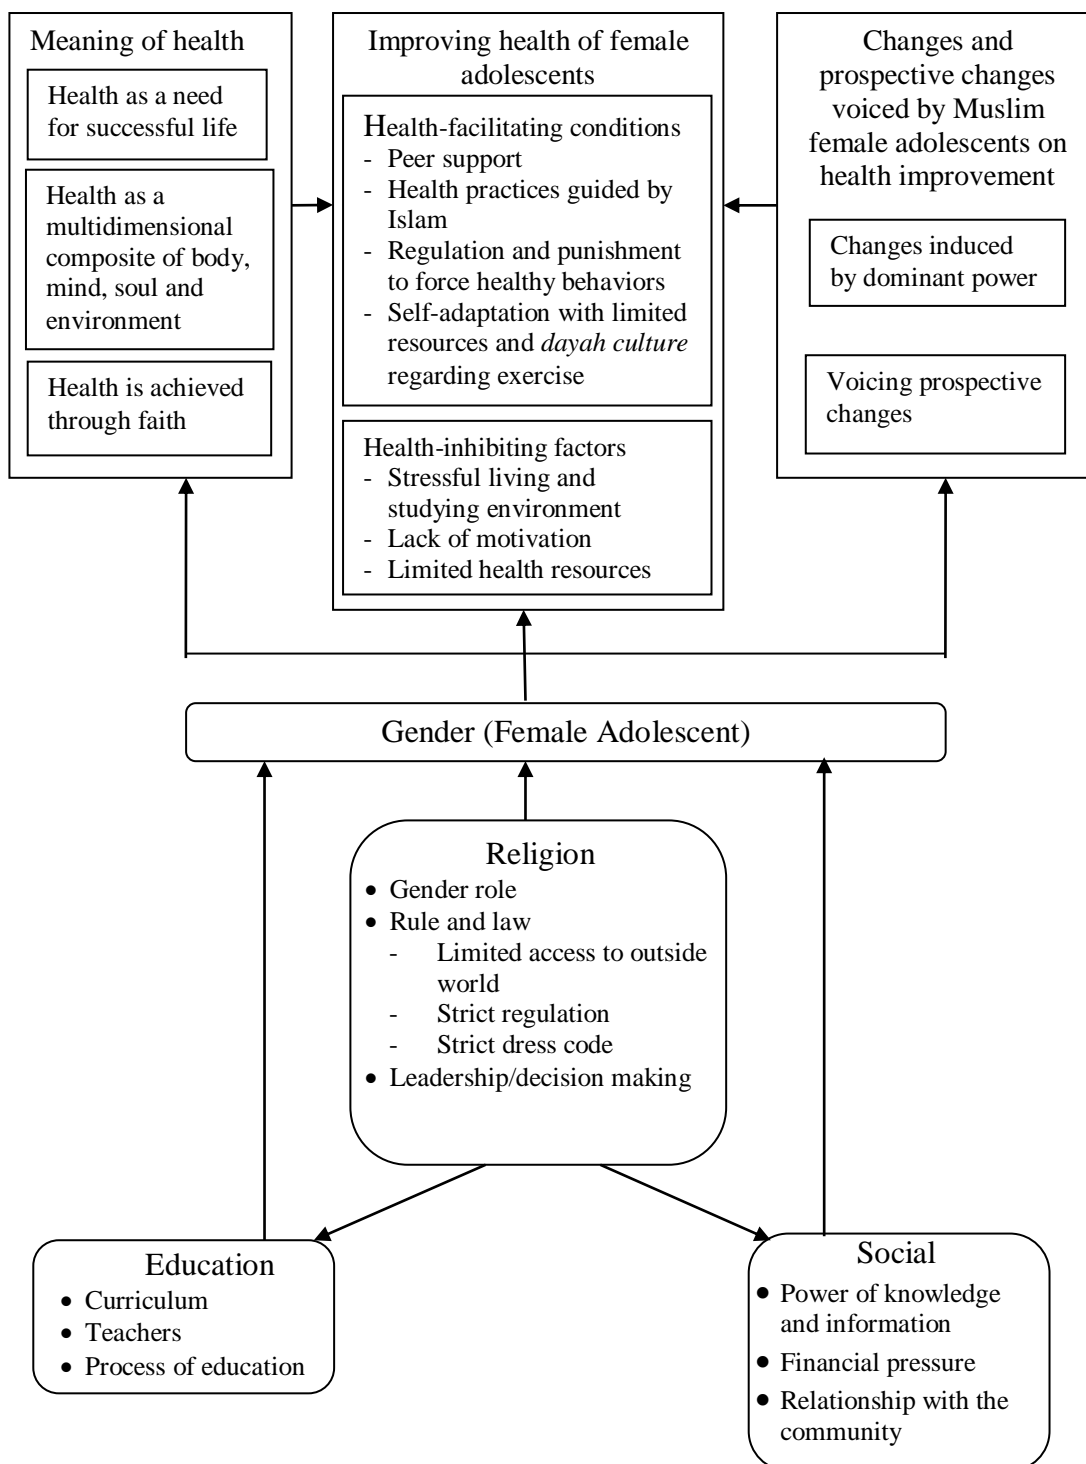 Meaning of health
Health as a need
for successful life
Health as a
multidimensional
composite of body,
mind, soul and
environment
Health is achieved
through faith
Improving health of female
adolescents
Health-facilitating conditions
- Peer support
- Health practices guided by
Islam
- Regulation and punishment
to force healthy behaviors
- Self-adaptation with limited
resources and dayah culture
regarding exercise
Health-inhibiting factors
- Stressful living and
studying environment
- Lack of motivation
- Limited health resources
Changes and
prospective changes
voiced by Muslim
female adolescents on
health improvement
Changes induced
by dominant power
Voicing prospective
changes
Gender (Female Adolescent)
Religion
• Gender role
• Rule and law
- Limited access to outside
world
- Strict regulation
- Strict dress code
• Leadership/decision making
Education
• Curriculum
• Teachers
• Process of education
Social
• Power of knowledge
and information
• Financial pressure
• Relationship with the
community